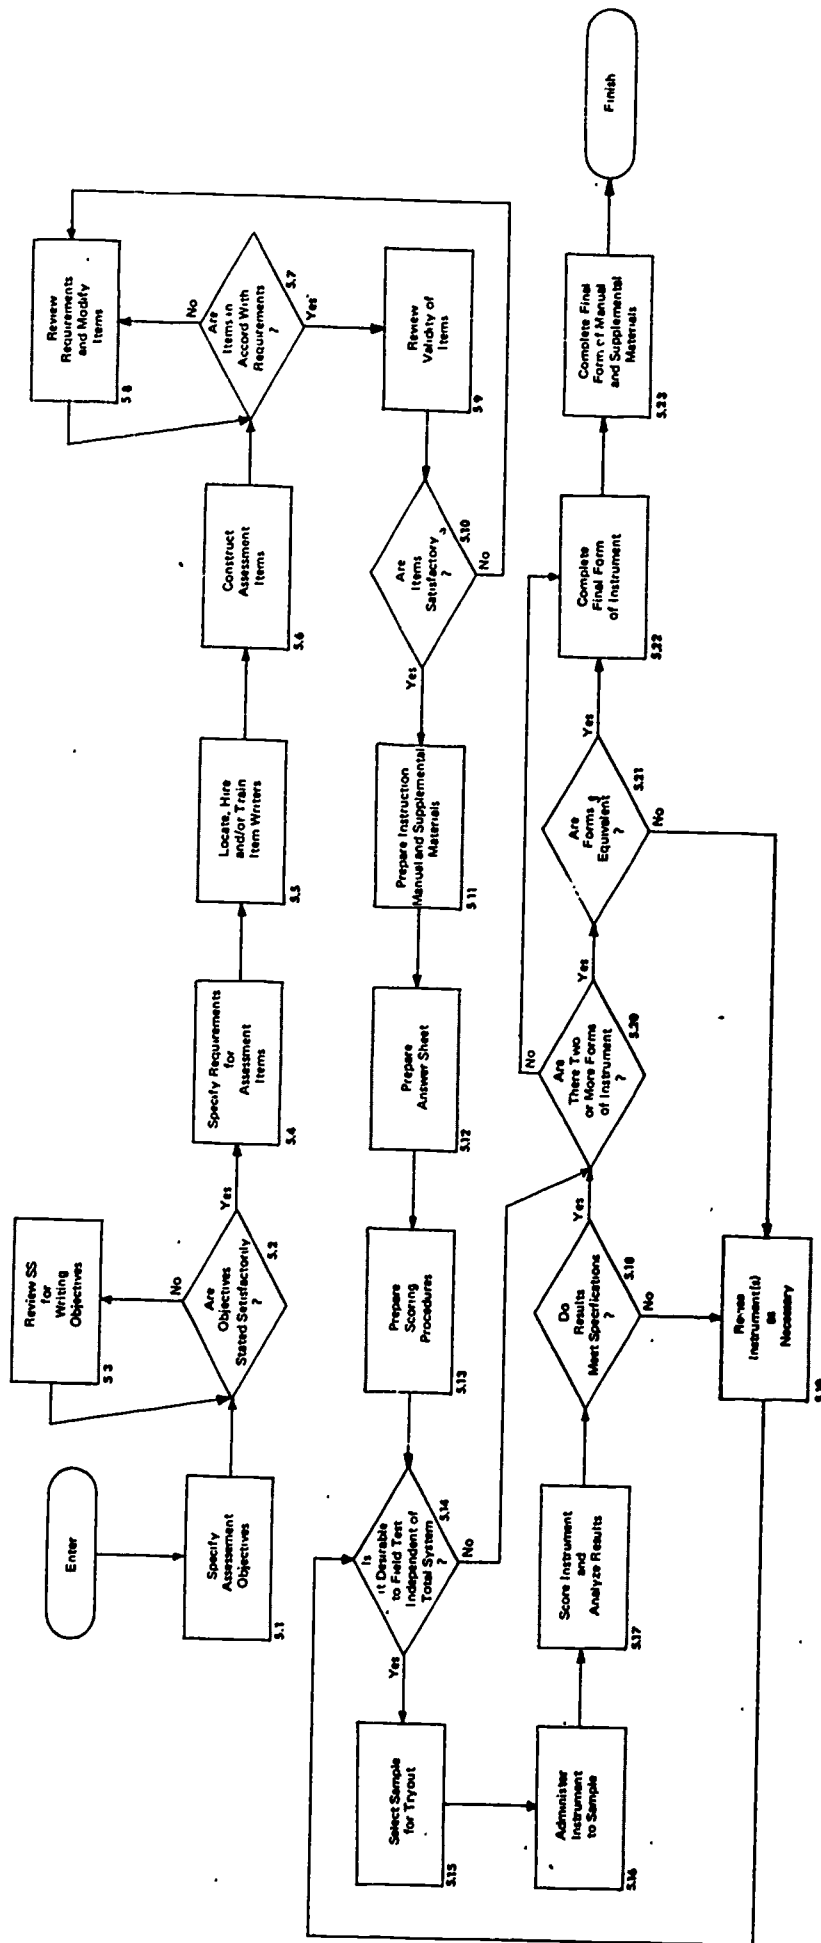 Enter
Specify
Assessment
Objectives
5.1
Are
Objectives
Stated Satisfactorily
?
5.2
No
Yes
Review SS
for
Writing
Objectives
5 3
Specify Requirements
for
Assessment
Items
5.4
Locate, Hire
and/or Train
Item Writers
5.5
Construct
Assessment
Items
5.6
Are
Items in
Accord With
Requirements
?
5.7
No
Yes
Review
Requirements
and Modify
Items
5 8
Review
Validity of
Items
5 9
Are
Items
Satisfactory
?
5.10
No
Yes
Prepare Instruction
Manual and Supplemental
Materials
5 11
Prepare
Answer Sheet
5.12
Prepare
Scoring
Procedures
5.13
Is
it Desirable
to Field Test
Independent of
Total System
?
5.14
No
Yes
Select Sample
for Tryout
5.15
Administer
Instrument
to Sample
5.16
Score Instrument
and
Analyze Results
5.17
Do
Results
Meet Specifications
?
5.18
Yes
No
Instrument(s)
as
Necessary
5.19
Are
There Two
or More Forms
of Instrument
?
5.20
No
Yes
Are
Forms
Equivalent
?
5.21
Yes
No
Complete
Final Form
of Instrument
5.22
Complete Final
Form of Manual
and Supplemental
Materials
5.23
Finish